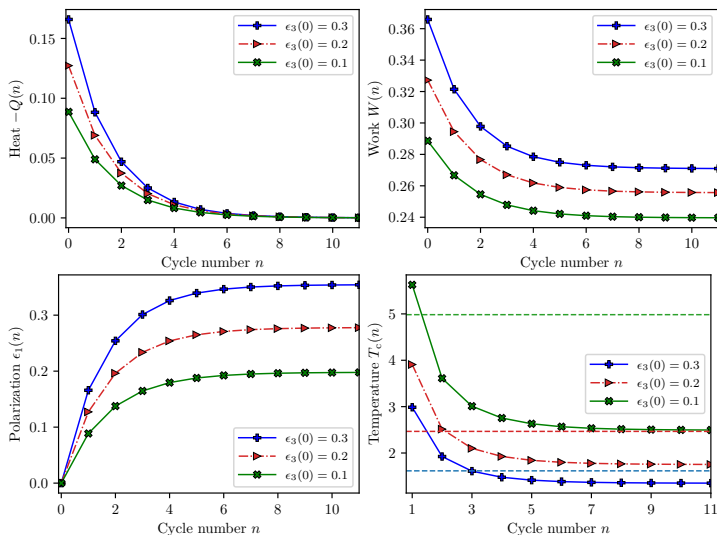 0.15
0.10
0.05
0.00
Heat −Q(n)
ϵ₃(0) = 0.3
ϵ₃(0) = 0.2
ϵ₃(0) = 0.1
0 2 4 6 8 10
Cycle number n
0.36
0.34
0.32
0.30
0.28
0.26
0.24
Work W(n)
ϵ₃(0) = 0.3
ϵ₃(0) = 0.2
ϵ₃(0) = 0.1
0 2 4 6 8 10
Cycle number n
0.3
0.2
0.1
0.0
Polarization ϵ₁(n)
ϵ₃(0) = 0.3
ϵ₃(0) = 0.2
ϵ₃(0) = 0.1
0 2 4 6 8 10
Cycle number n
5
4
3
2
Temperature T_c(n)
ϵ₃(0) = 0.3
ϵ₃(0) = 0.2
ϵ₃(0) = 0.1
1 3 5 7 9 11
Cycle number n